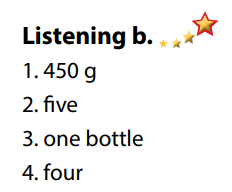 Listening b.
1. 450 g
2. five
3. one bottle
4. four